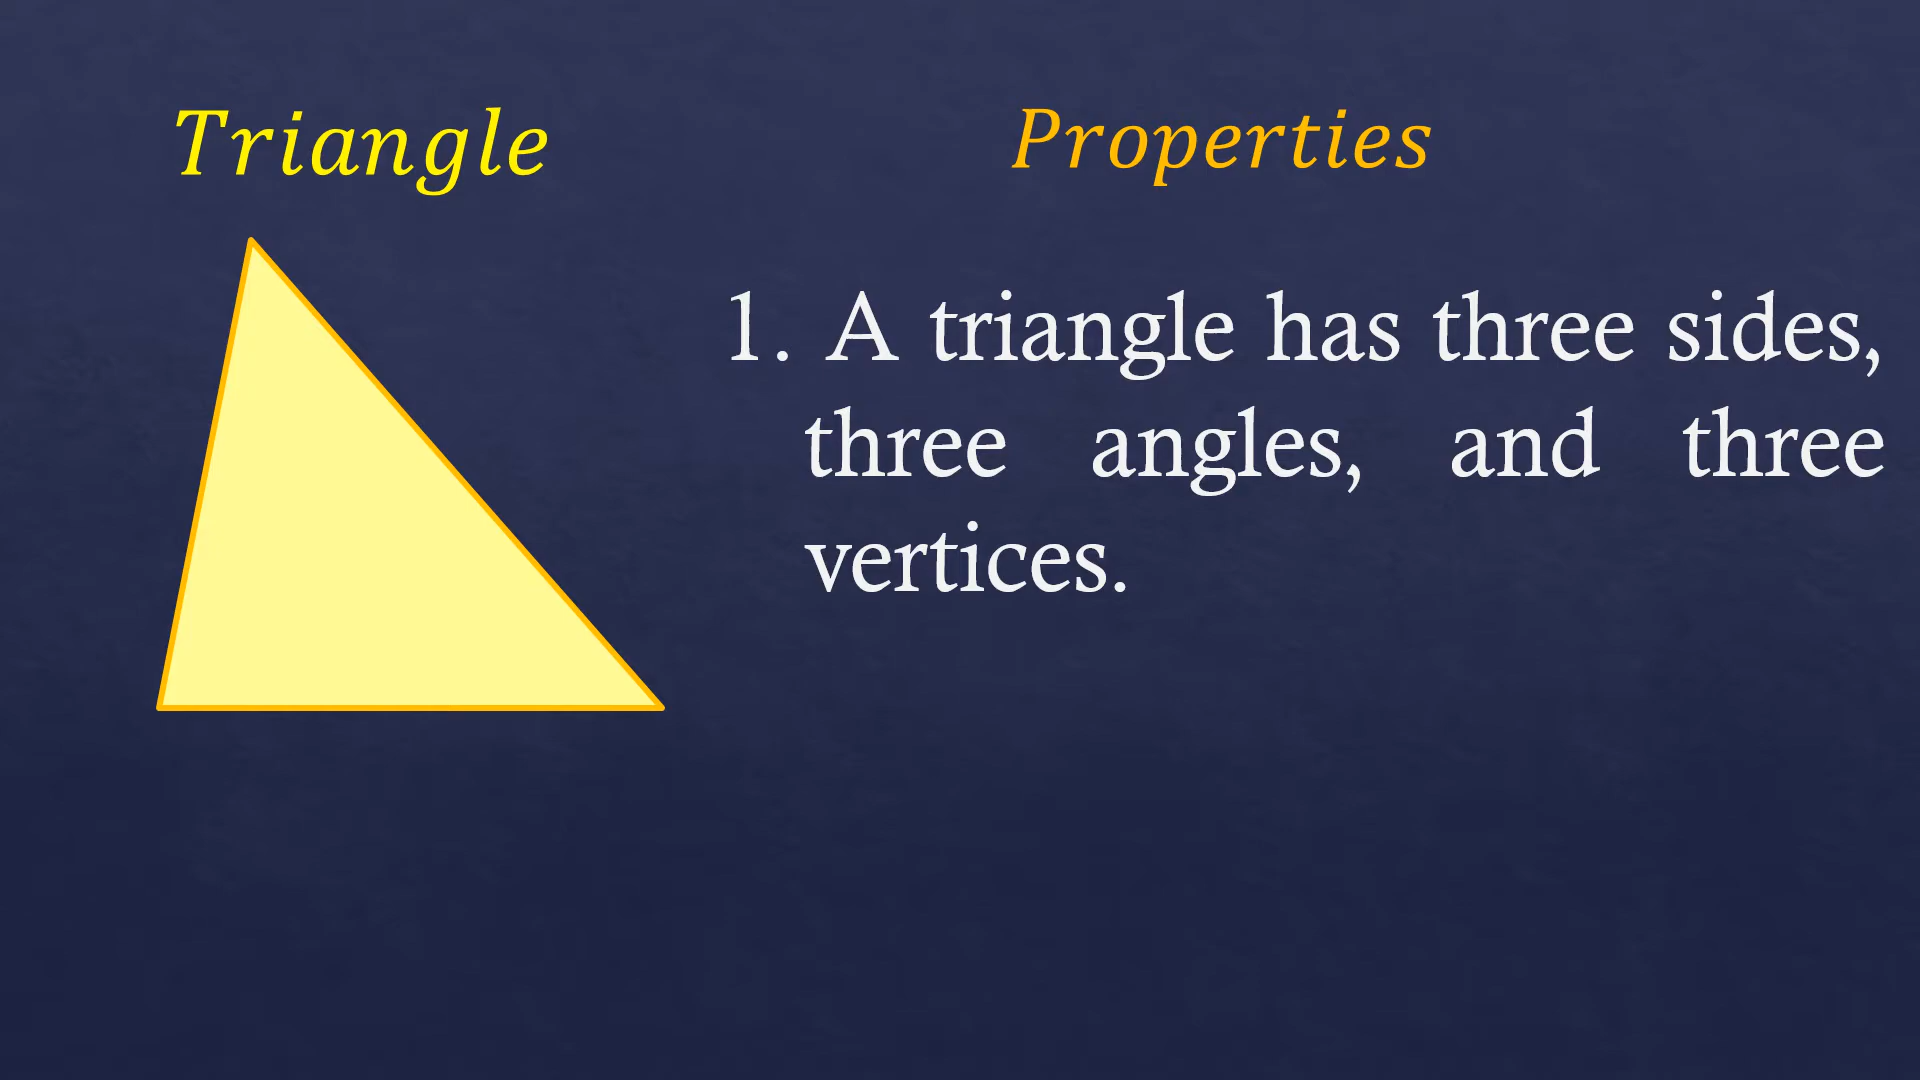 Triangle
Properties
1. A triangle has three sides,
three angles, and three
vertices.